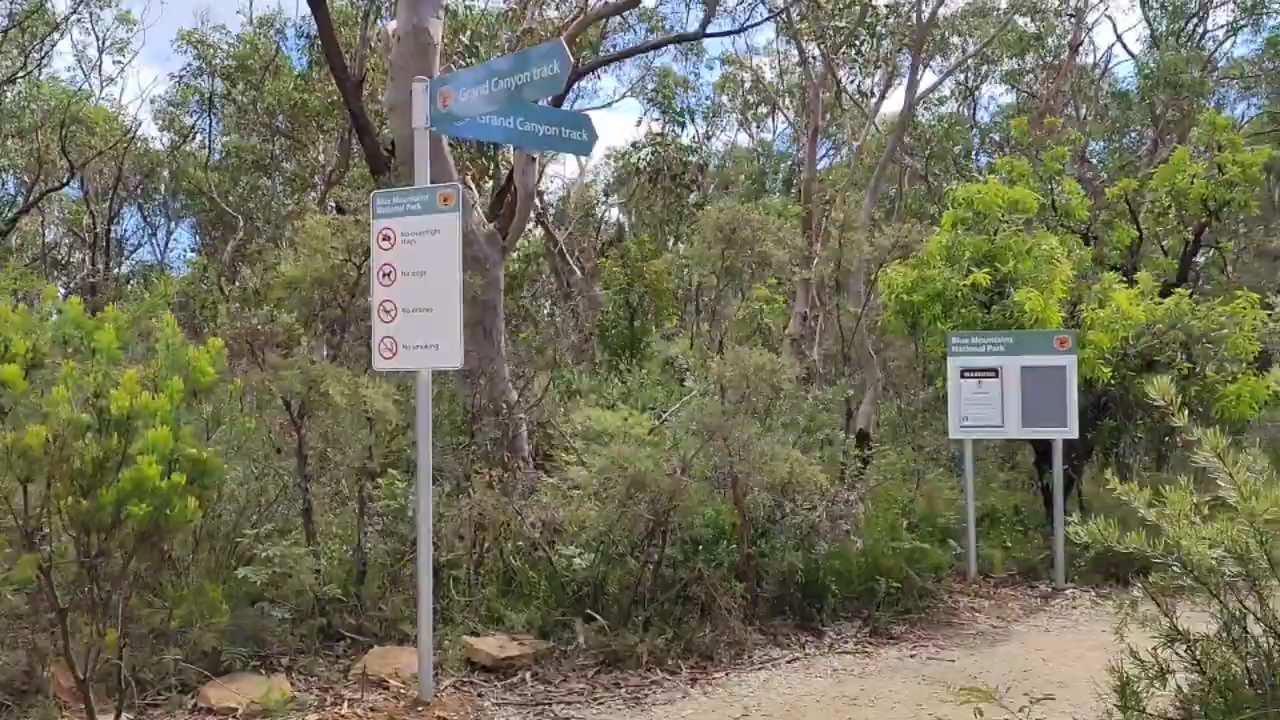 Grand Canyon track
Grand Canyon track
Blue Mountains
National Park
No overnight
stays
No dogs
No drones
No smoking
Blue Mountains
National Park
WARNING